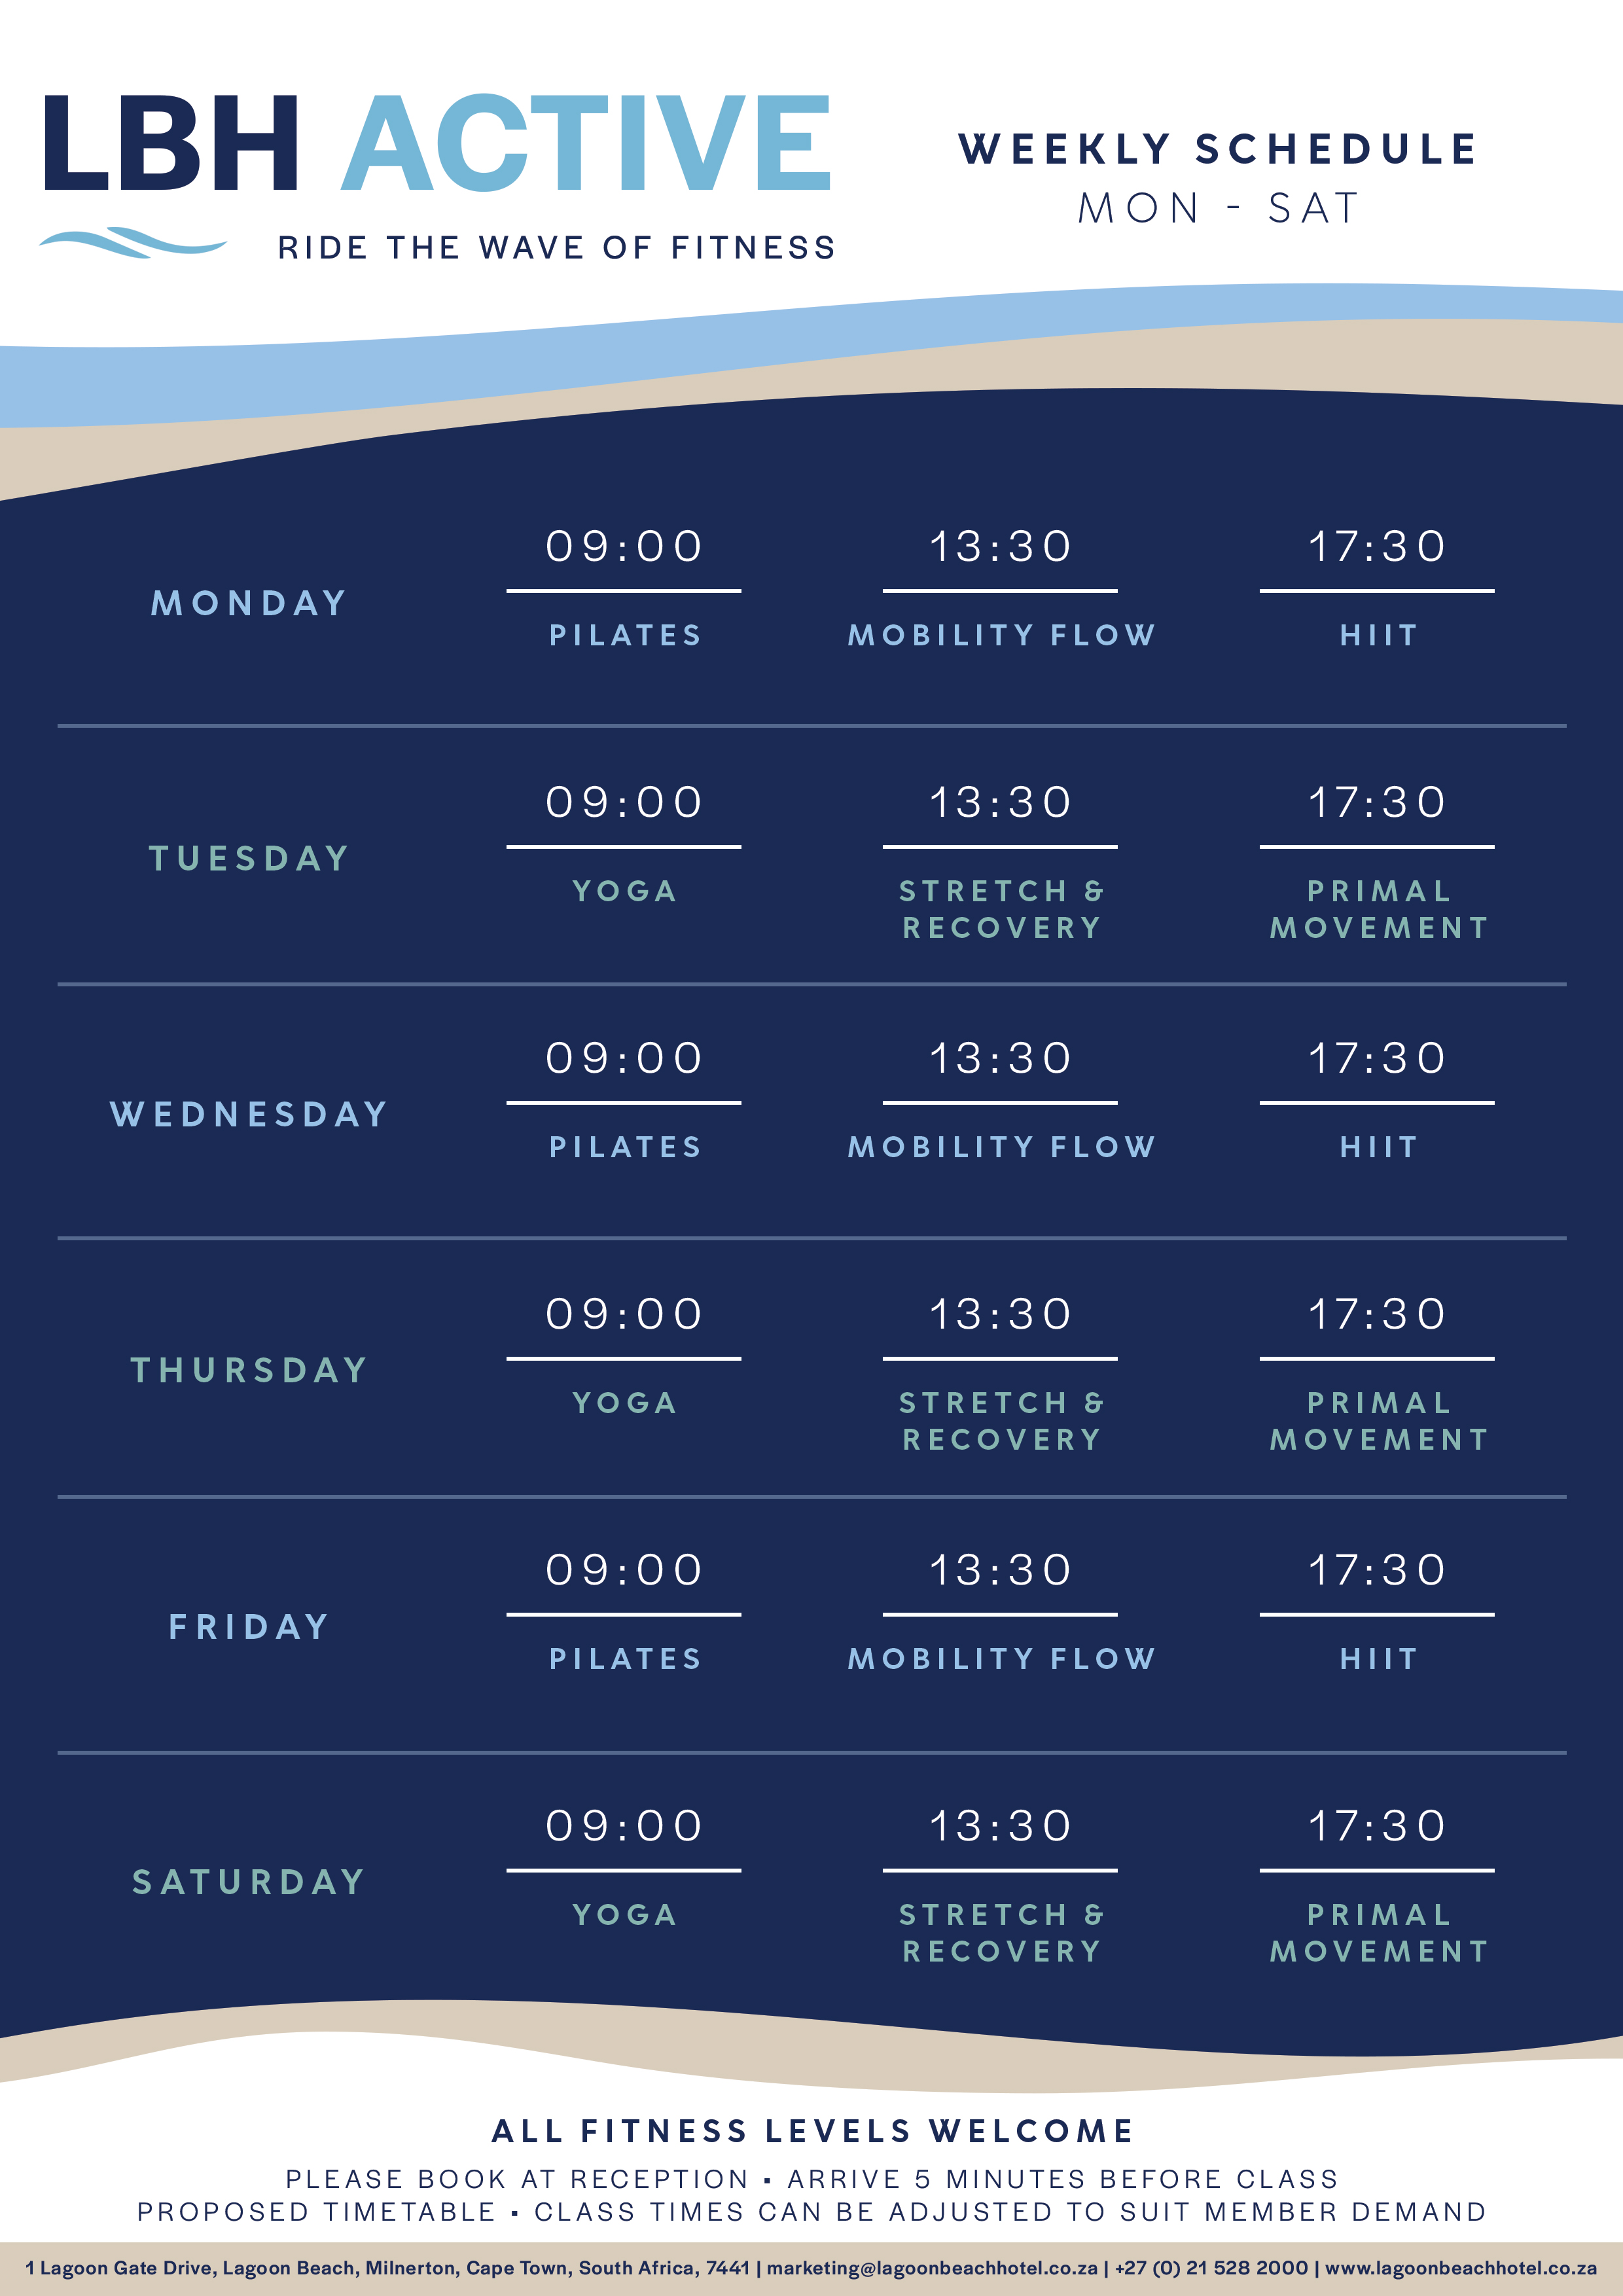 LBH ACTIVE
RIDE THE WAVE OF FITNESS
WEEKLY SCHEDULE
MON - SAT
MONDAY
09:00 13:30 17:30
PILATES MOBILITY FLOW HIIT
TUESDAY
09:00 13:30 17:30
YOGA STRETCH & PRIMAL
RECOVERY MOVEMENT
WEDNESDAY
09:00 13:30 17:30
PILATES MOBILITY FLOW HIIT
THURSDAY
09:00 13:30 17:30
YOGA STRETCH & PRIMAL
RECOVERY MOVEMENT
FRIDAY
09:00 13:30 17:30
PILATES MOBILITY FLOW HIIT
SATURDAY
09:00 13:30 17:30
YOGA STRETCH & PRIMAL
RECOVERY MOVEMENT
ALL FITNESS LEVELS WELCOME
PLEASE BOOK AT RECEPTION ▪ ARRIVE 5 MINUTES BEFORE CLASS
PROPOSED TIMETABLE ▪ CLASS TIMES CAN BE ADJUSTED TO SUIT MEMBER DEMAND
1 Lagoon Gate Drive, Lagoon Beach, Milnerton, Cape Town, South Africa, 7441 | marketing@lagoonbeachhotel.co.za | +27 (0) 21 528 2000 | www.lagoonbeachhotel.co.za